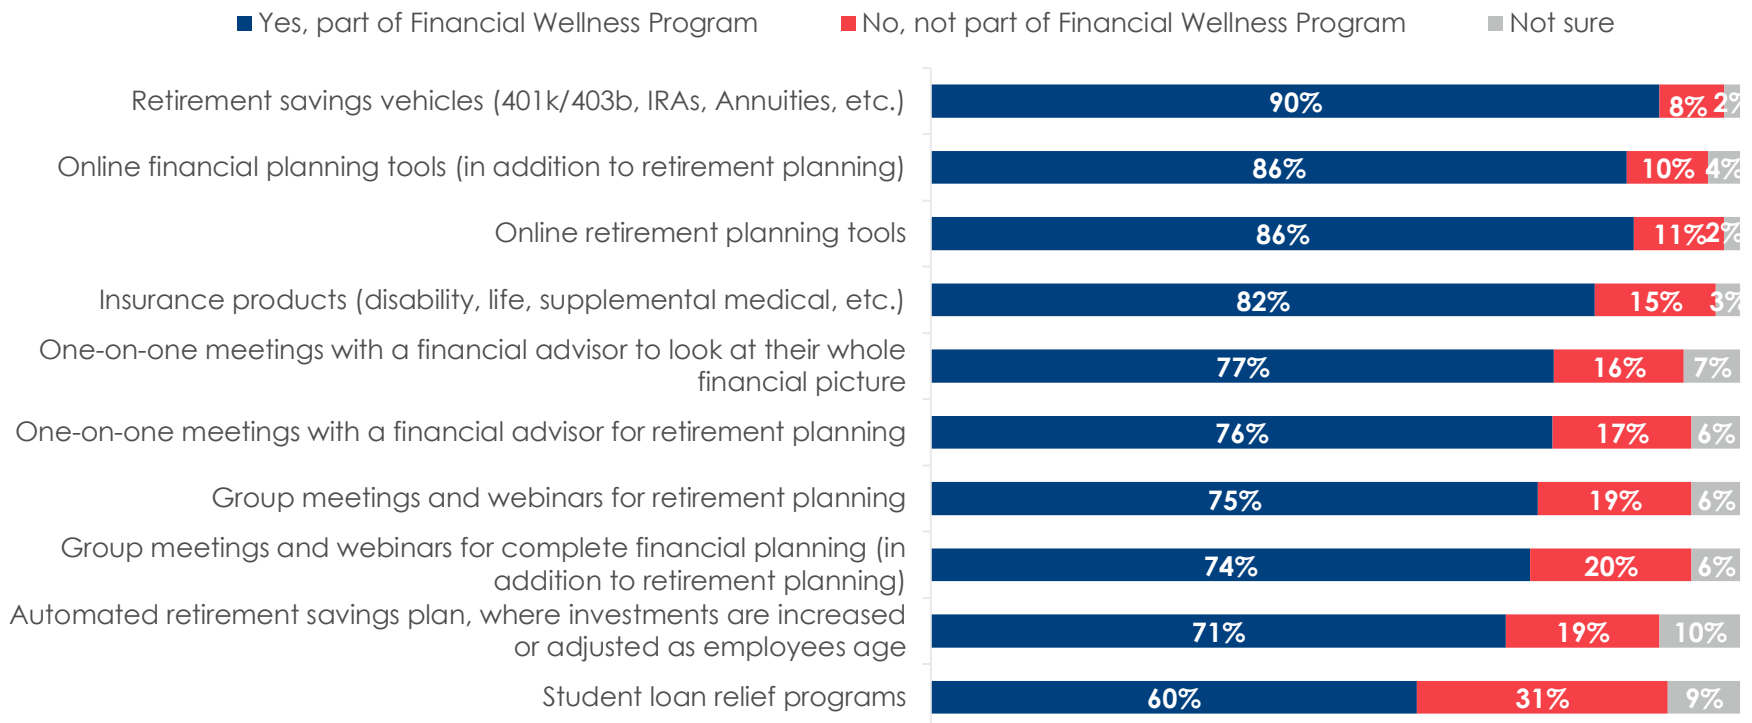 Yes, part of Financial Wellness Program No, not part of Financial Wellness Program Not sure
Retirement savings vehicles (401k/403b, IRAs, Annuities, etc.) 90% 8% 2%
Online financial planning tools (in addition to retirement planning) 86% 10% 4%
Online retirement planning tools 86% 11% 2%
Insurance products (disability, life, supplemental medical, etc.) 82% 15% 3%
One-on-one meetings with a financial advisor to look at their whole
financial picture 77% 16% 7%
One-on-one meetings with a financial advisor for retirement planning 76% 17% 6%
Group meetings and webinars for retirement planning 75% 19% 6%
Group meetings and webinars for complete financial planning (in
addition to retirement planning) 74% 20% 6%
Automated retirement savings plan, where investments are increased
or adjusted as employees age 71% 19% 10%
Student loan relief programs 60% 31% 9%